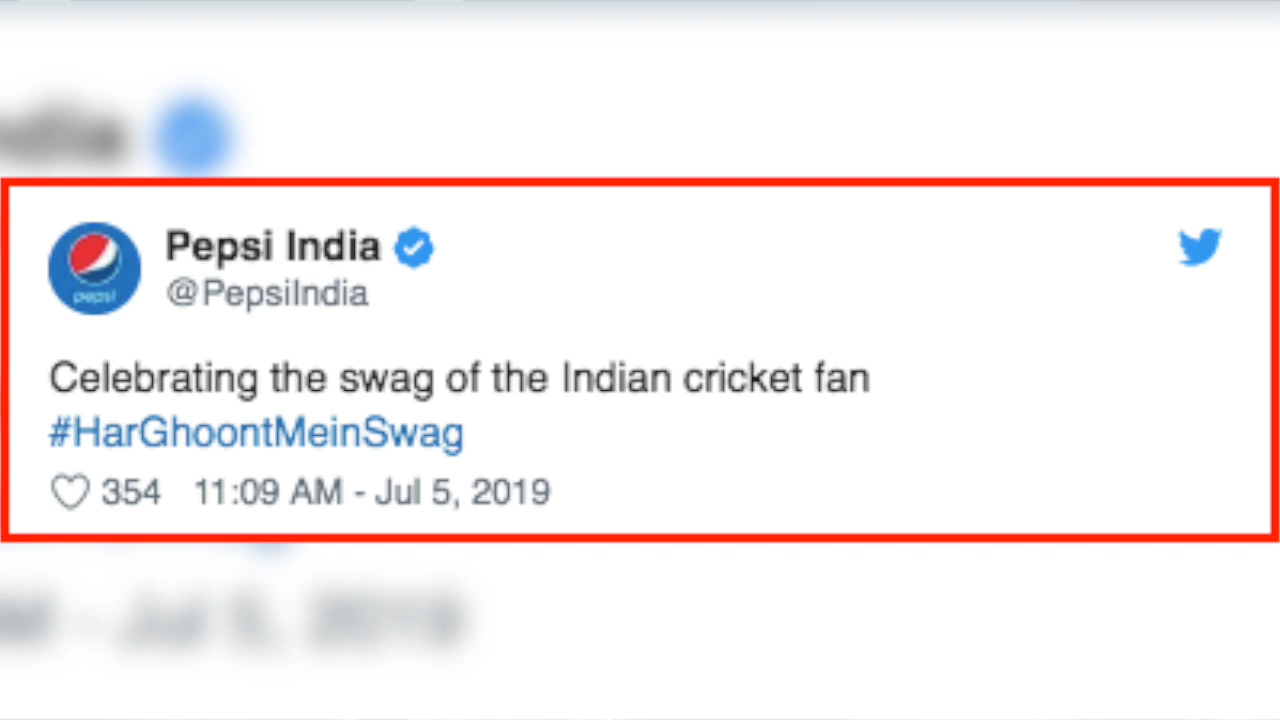 Pepsi India
@PepsiIndia
pepsi
Celebrating the swag of the Indian cricket fan
#HarGhoontMeinSwag
354 11:09 AM - Jul 5, 2019